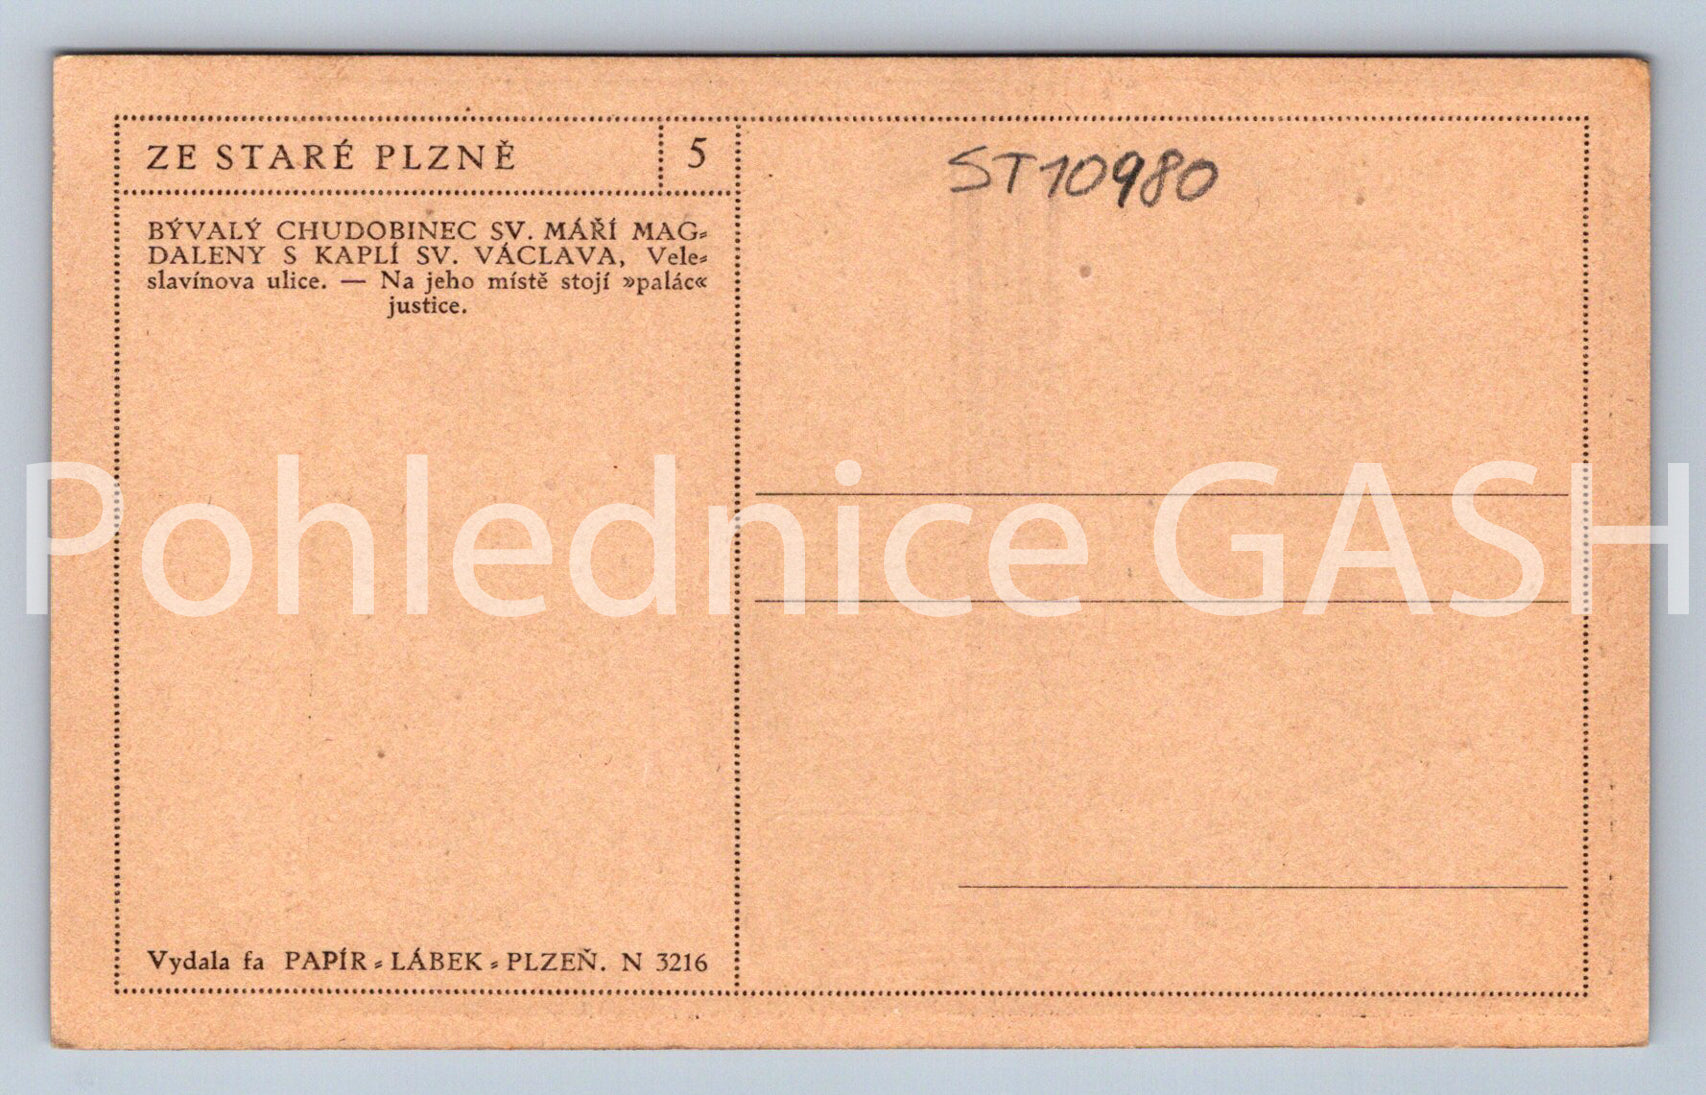 ZE STARÉ PLZNĚ
5
BÝVALÝ CHUDOBINEC SV. MÁŘÍ MAG=
DALENY S KAPLÍ SV. VÁCLAVA, Vele=
slavínova ulice. — Na jeho místě stojí »palác«
justice.
ST10980
Pohlednice GASH
Vydala fa PAPÍR = LÁBEK = PLZEŇ. N 3216